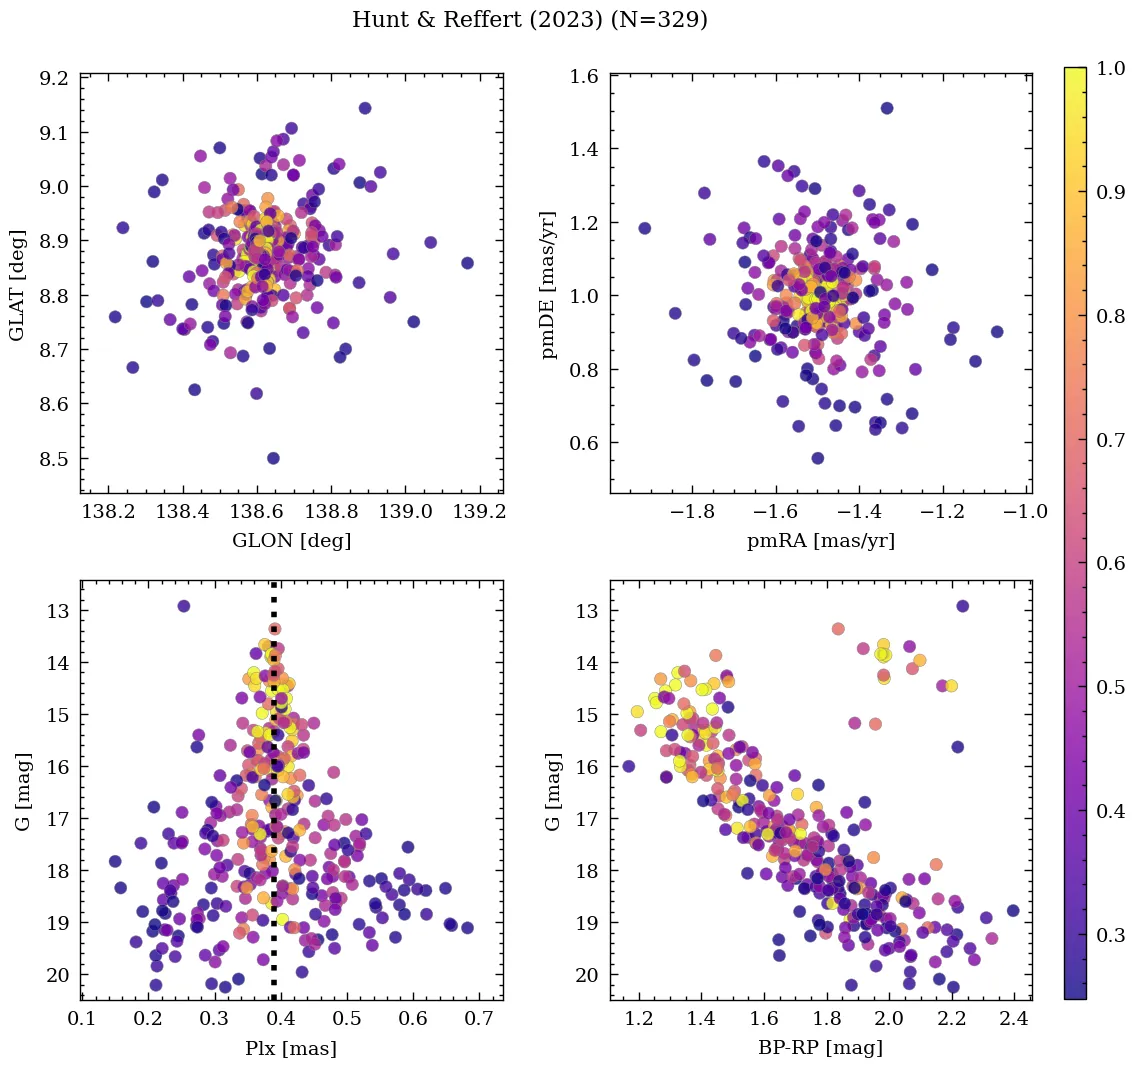 Hunt & Reffert (2023) (N=329)
9.2
9.1
9.0
8.9
8.8
8.7
8.6
8.5
GLAT [deg]
138.2 138.4 138.6 138.8 139.0 139.2
GLON [deg]
1.6
1.4
1.2
1.0
0.8
0.6
pmDE [mas/yr]
−1.8 −1.6 −1.4 −1.2 −1.0
pmRA [mas/yr]
13
14
15
16
17
18
19
20
G [mag]
0.1 0.2 0.3 0.4 0.5 0.6 0.7
Plx [mas]
13
14
15
16
17
18
19
20
G [mag]
1.2 1.4 1.6 1.8 2.0 2.2 2.4
BP-RP [mag]
1.0
0.9
0.8
0.7
0.6
0.5
0.4
0.3